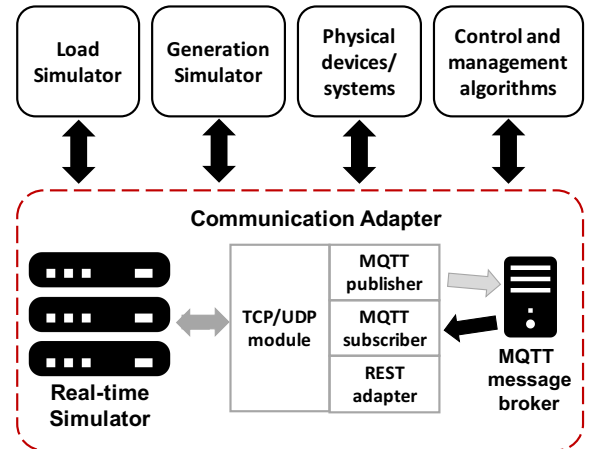 Load
Simulator
Generation
Simulator
Physical
devices/
systems
Control and
management
algorithms
Communication Adapter
TCP/UDP
module
MQTT
publisher
MQTT
subscriber
REST
adapter
Real-time
Simulator
MQTT
message
broker